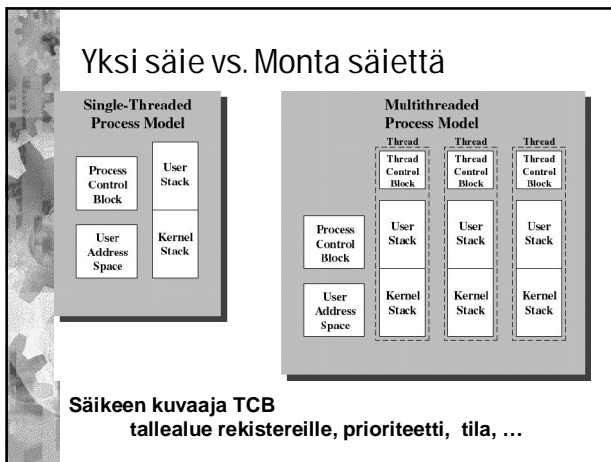 Yksi säie vs. Monta säiettä
Single-Threaded
Process Model
Process
Control
Block
User
Stack
User
Address
Space
Kernel
Stack
Multithreaded
Process Model
Thread
Thread
Thread
Thread
Control
Block
Thread
Control
Block
Thread
Control
Block
Process
Control
Block
User
Stack
User
Stack
User
Stack
User
Address
Space
Kernel
Stack
Kernel
Stack
Kernel
Stack
Säikeen kuvaaja TCB
tallealue rekistereille, prioriteetti, tila, …